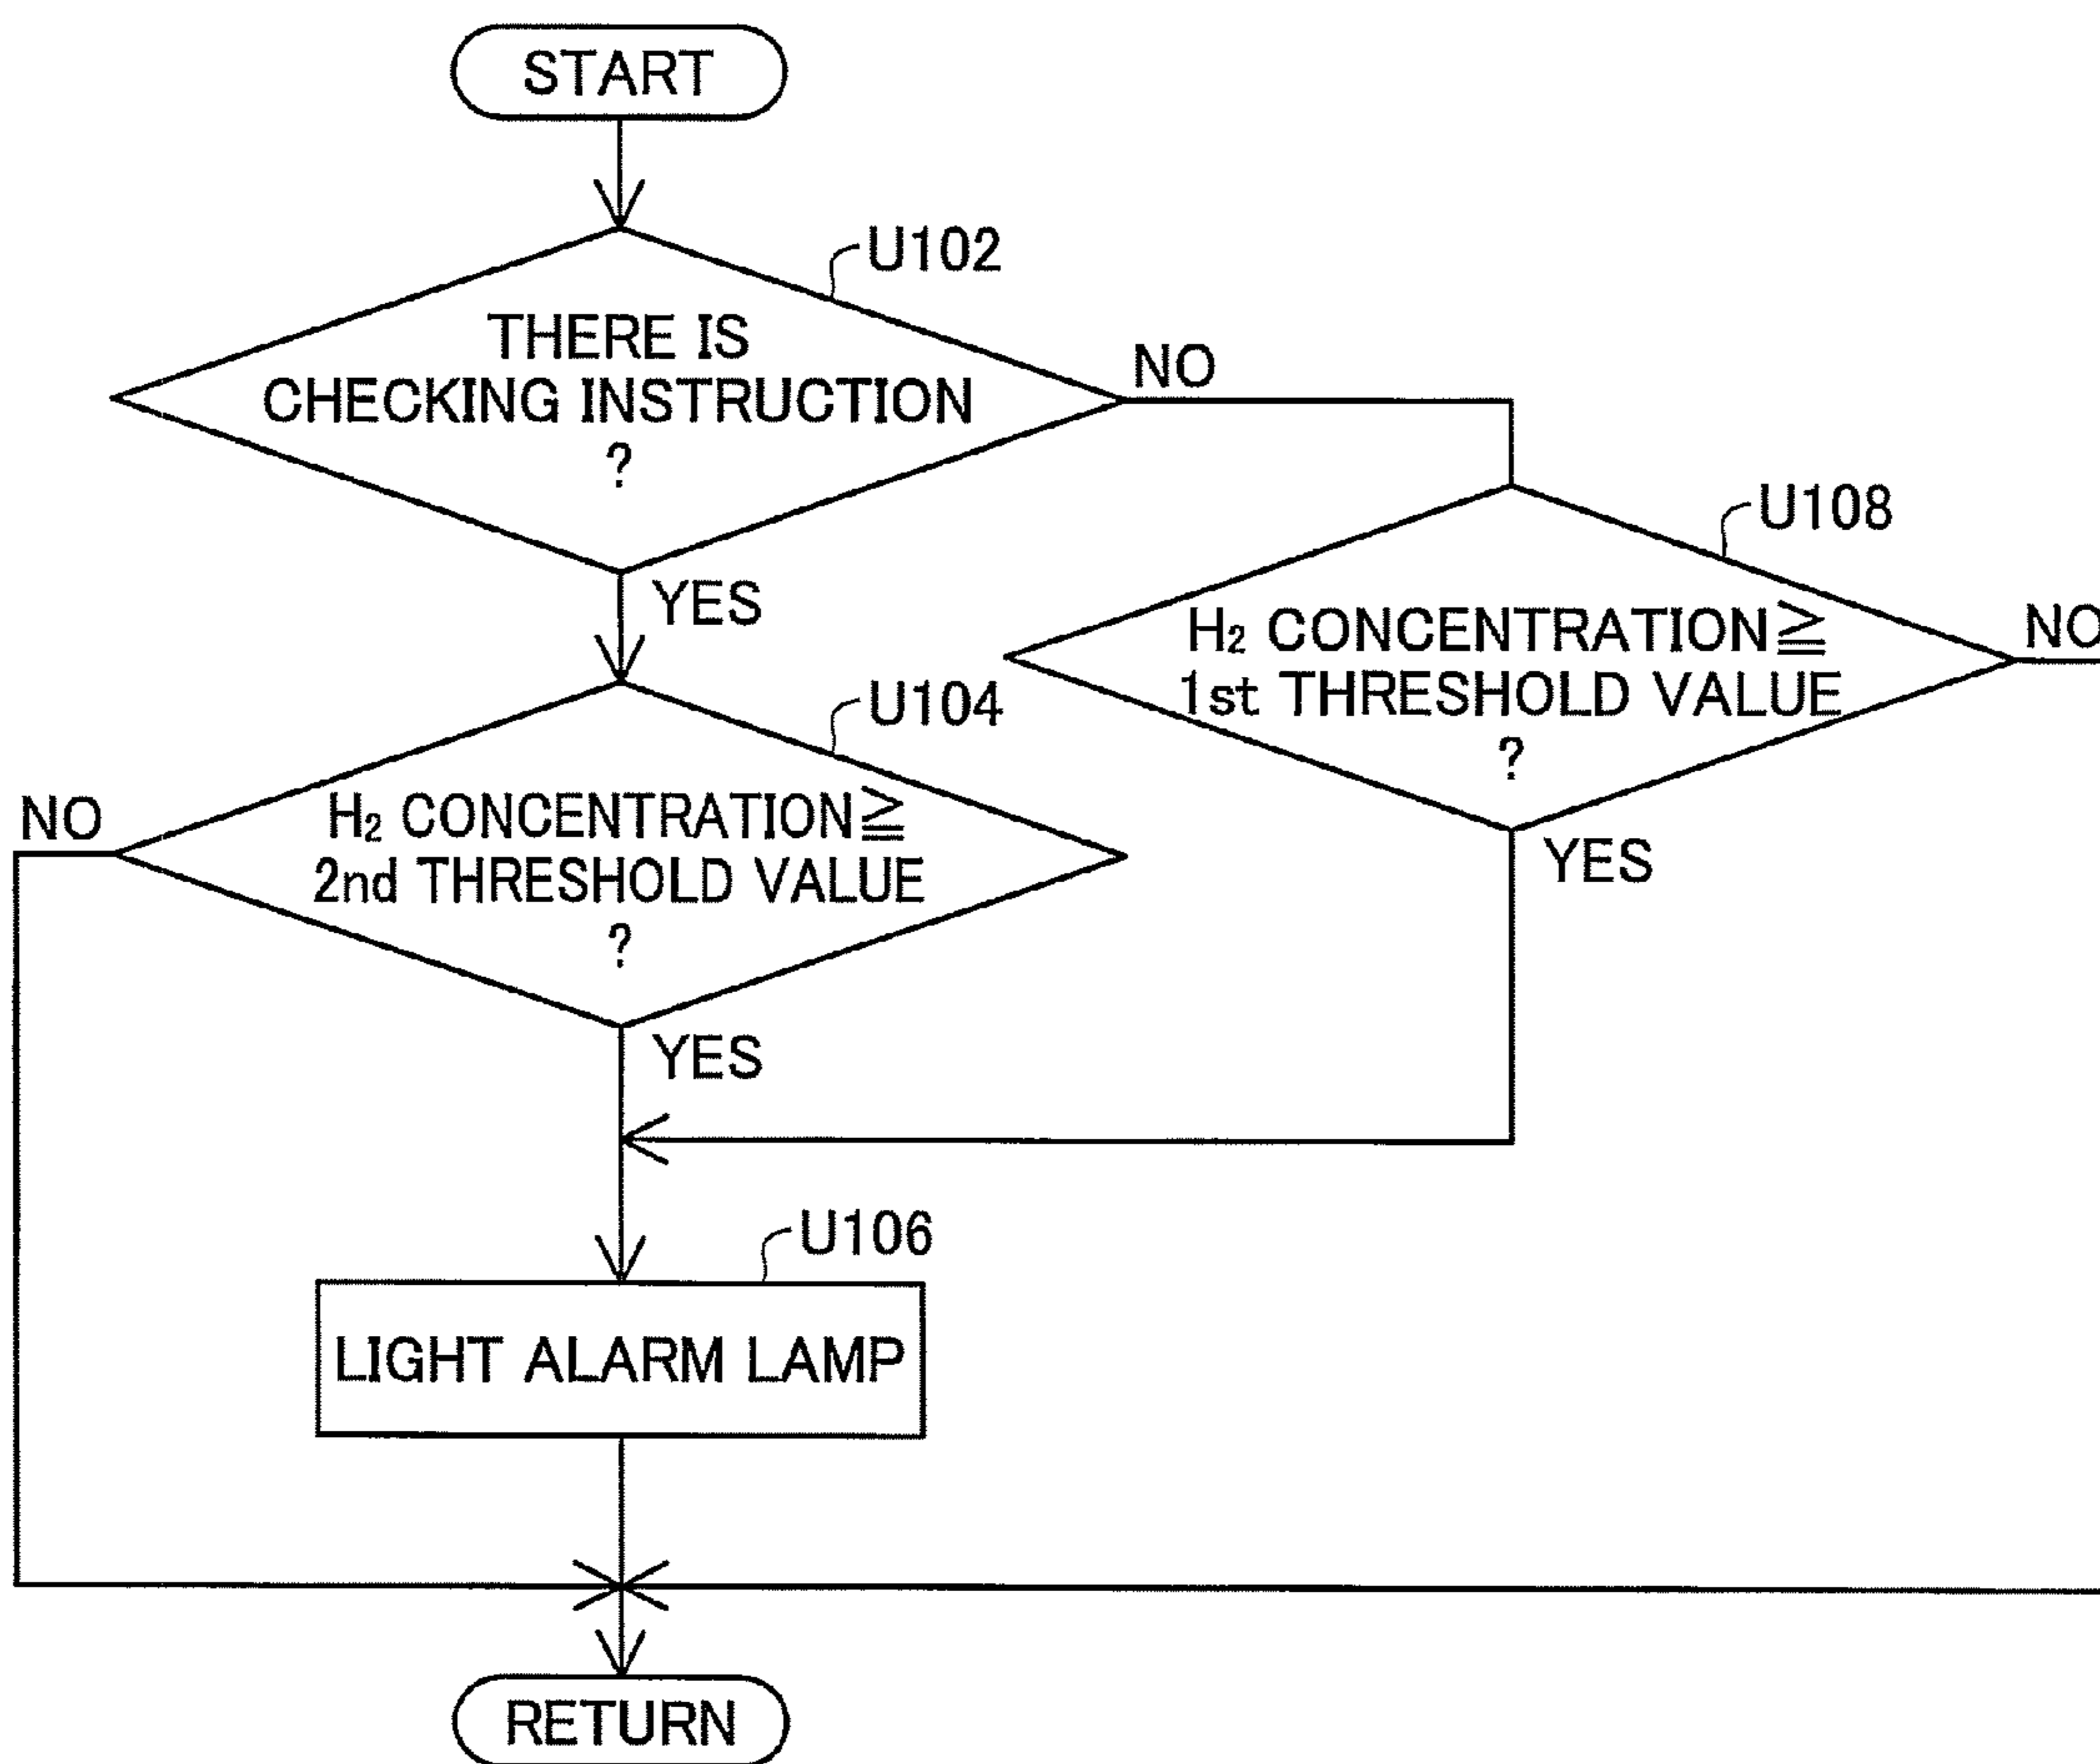 START
U102
THERE IS
CHECKING INSTRUCTION
?
NO
YES
U108
H₂ CONCENTRATION≧
1st THRESHOLD VALUE
?
NO
YES
U104
H₂ CONCENTRATION≧
2nd THRESHOLD VALUE
?
NO
YES
U106
LIGHT ALARM LAMP
RETURN